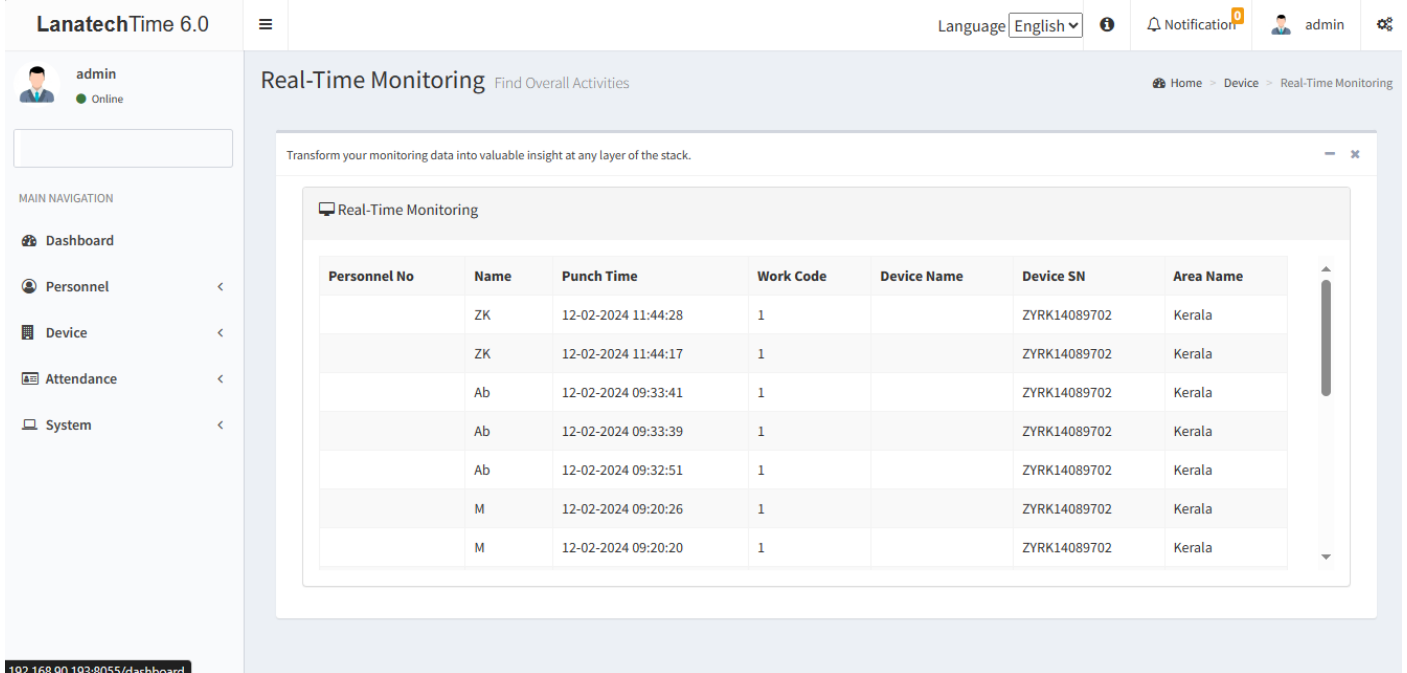 LanatechTime 6.0
Language English
Notification 0
admin
admin
Online
Real-Time Monitoring Find Overall Activities
Home > Device > Real-Time Monitoring
Transform your monitoring data into valuable insight at any layer of the stack.
MAIN NAVIGATION
Dashboard
Personnel
Device
Attendance
System
Real-Time Monitoring
Personnel No Name Punch Time Work Code Device Name Device SN Area Name
ZK 12-02-2024 11:44:28 1 ZYRK14089702 Kerala
ZK 12-02-2024 11:44:17 1 ZYRK14089702 Kerala
Ab 12-02-2024 09:33:41 1 ZYRK14089702 Kerala
Ab 12-02-2024 09:33:39 1 ZYRK14089702 Kerala
Ab 12-02-2024 09:32:51 1 ZYRK14089702 Kerala
M 12-02-2024 09:20:26 1 ZYRK14089702 Kerala
M 12-02-2024 09:20:20 1 ZYRK14089702 Kerala
192.168.90.193:8055/dashboard